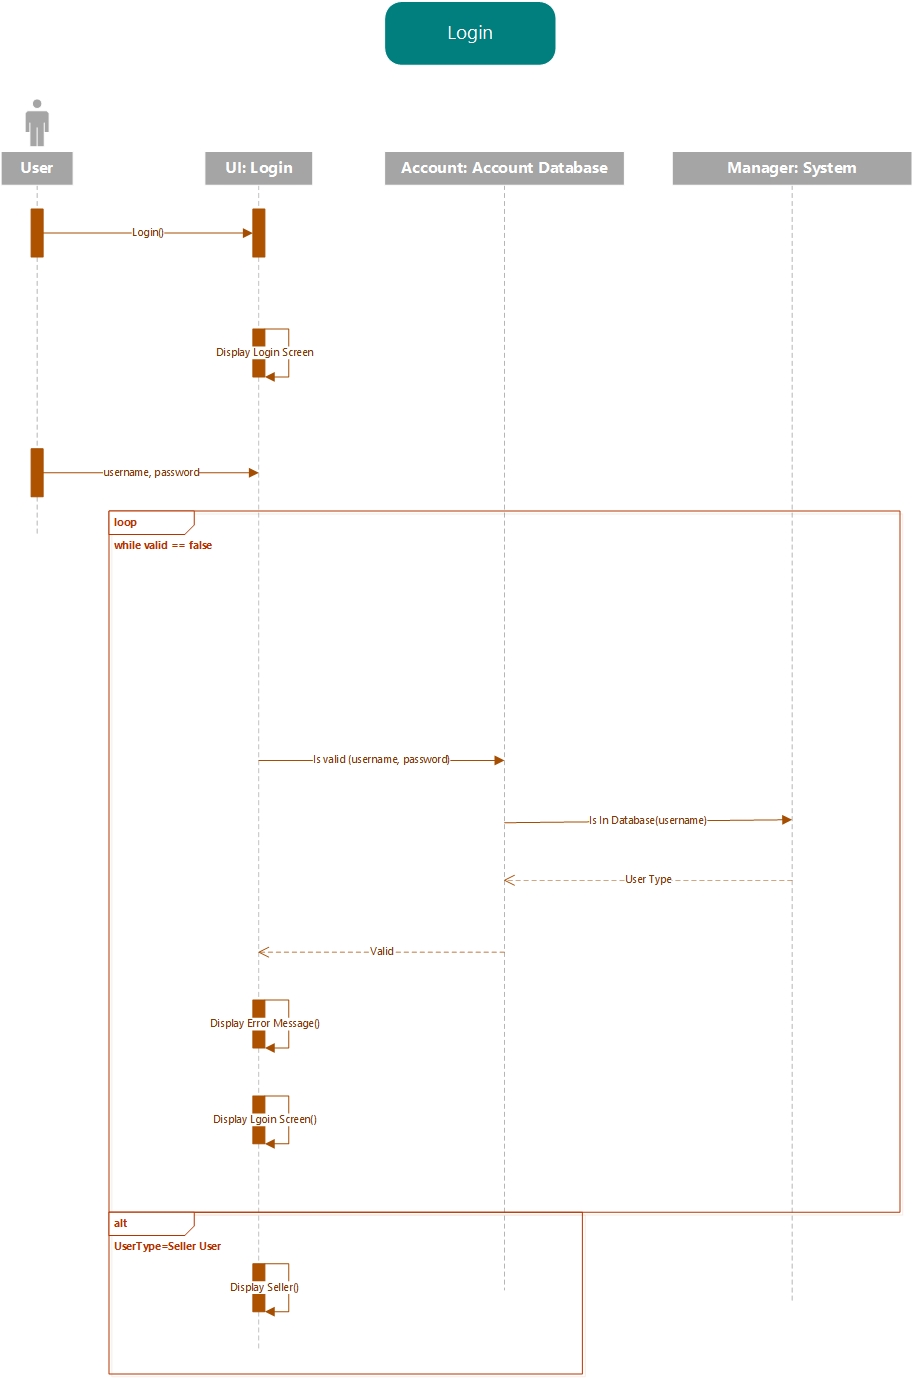 Login
User
UI: Login
Account: Account Database
Manager: System
Login()
Display Login Screen
username, password
loop
while valid == false
Is valid (username, password)
Is In Database(username)
User Type
Valid
Display Error Message()
Display Lgoin Screen()
alt
UserType=Seller User
Display Seller()